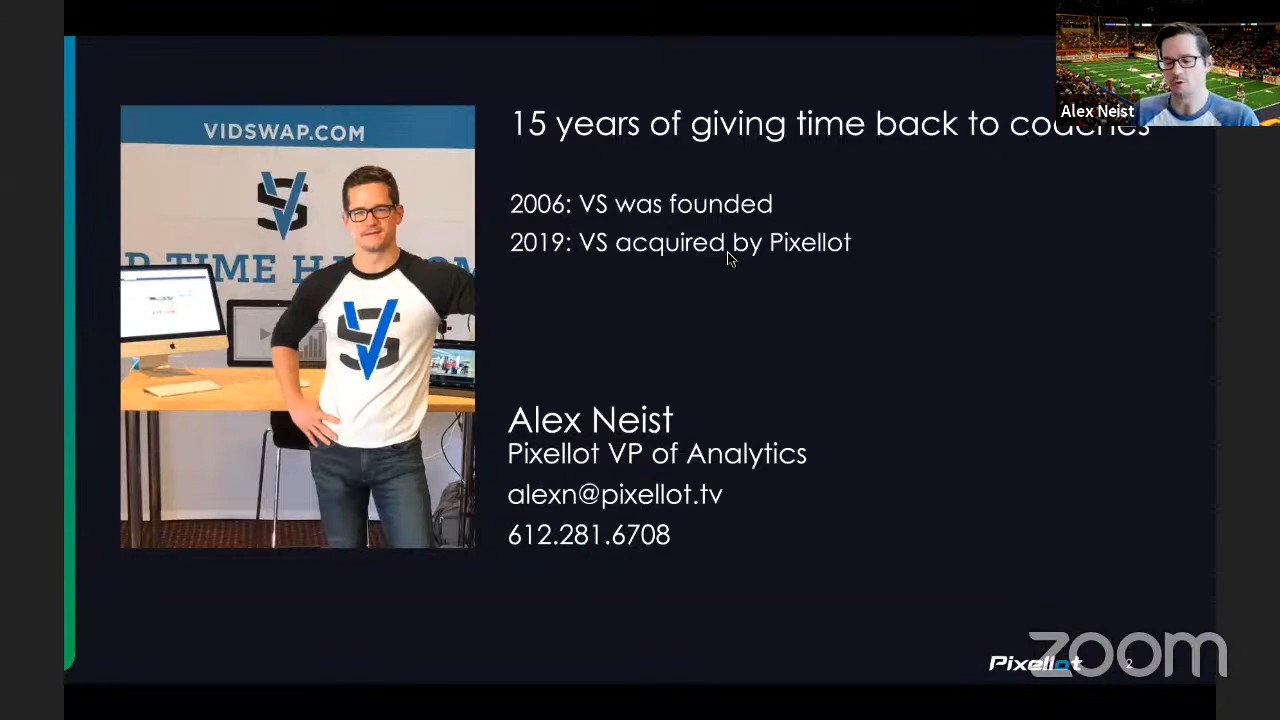 VIDSWAP.COM
15 years of giving time back to coaches
Alex Neist
2006: VS was founded
2019: VS acquired by Pixellot
Alex Neist
Pixellot VP of Analytics
alexn@pixellot.tv
612.281.6708
Pixellot
2
zoom